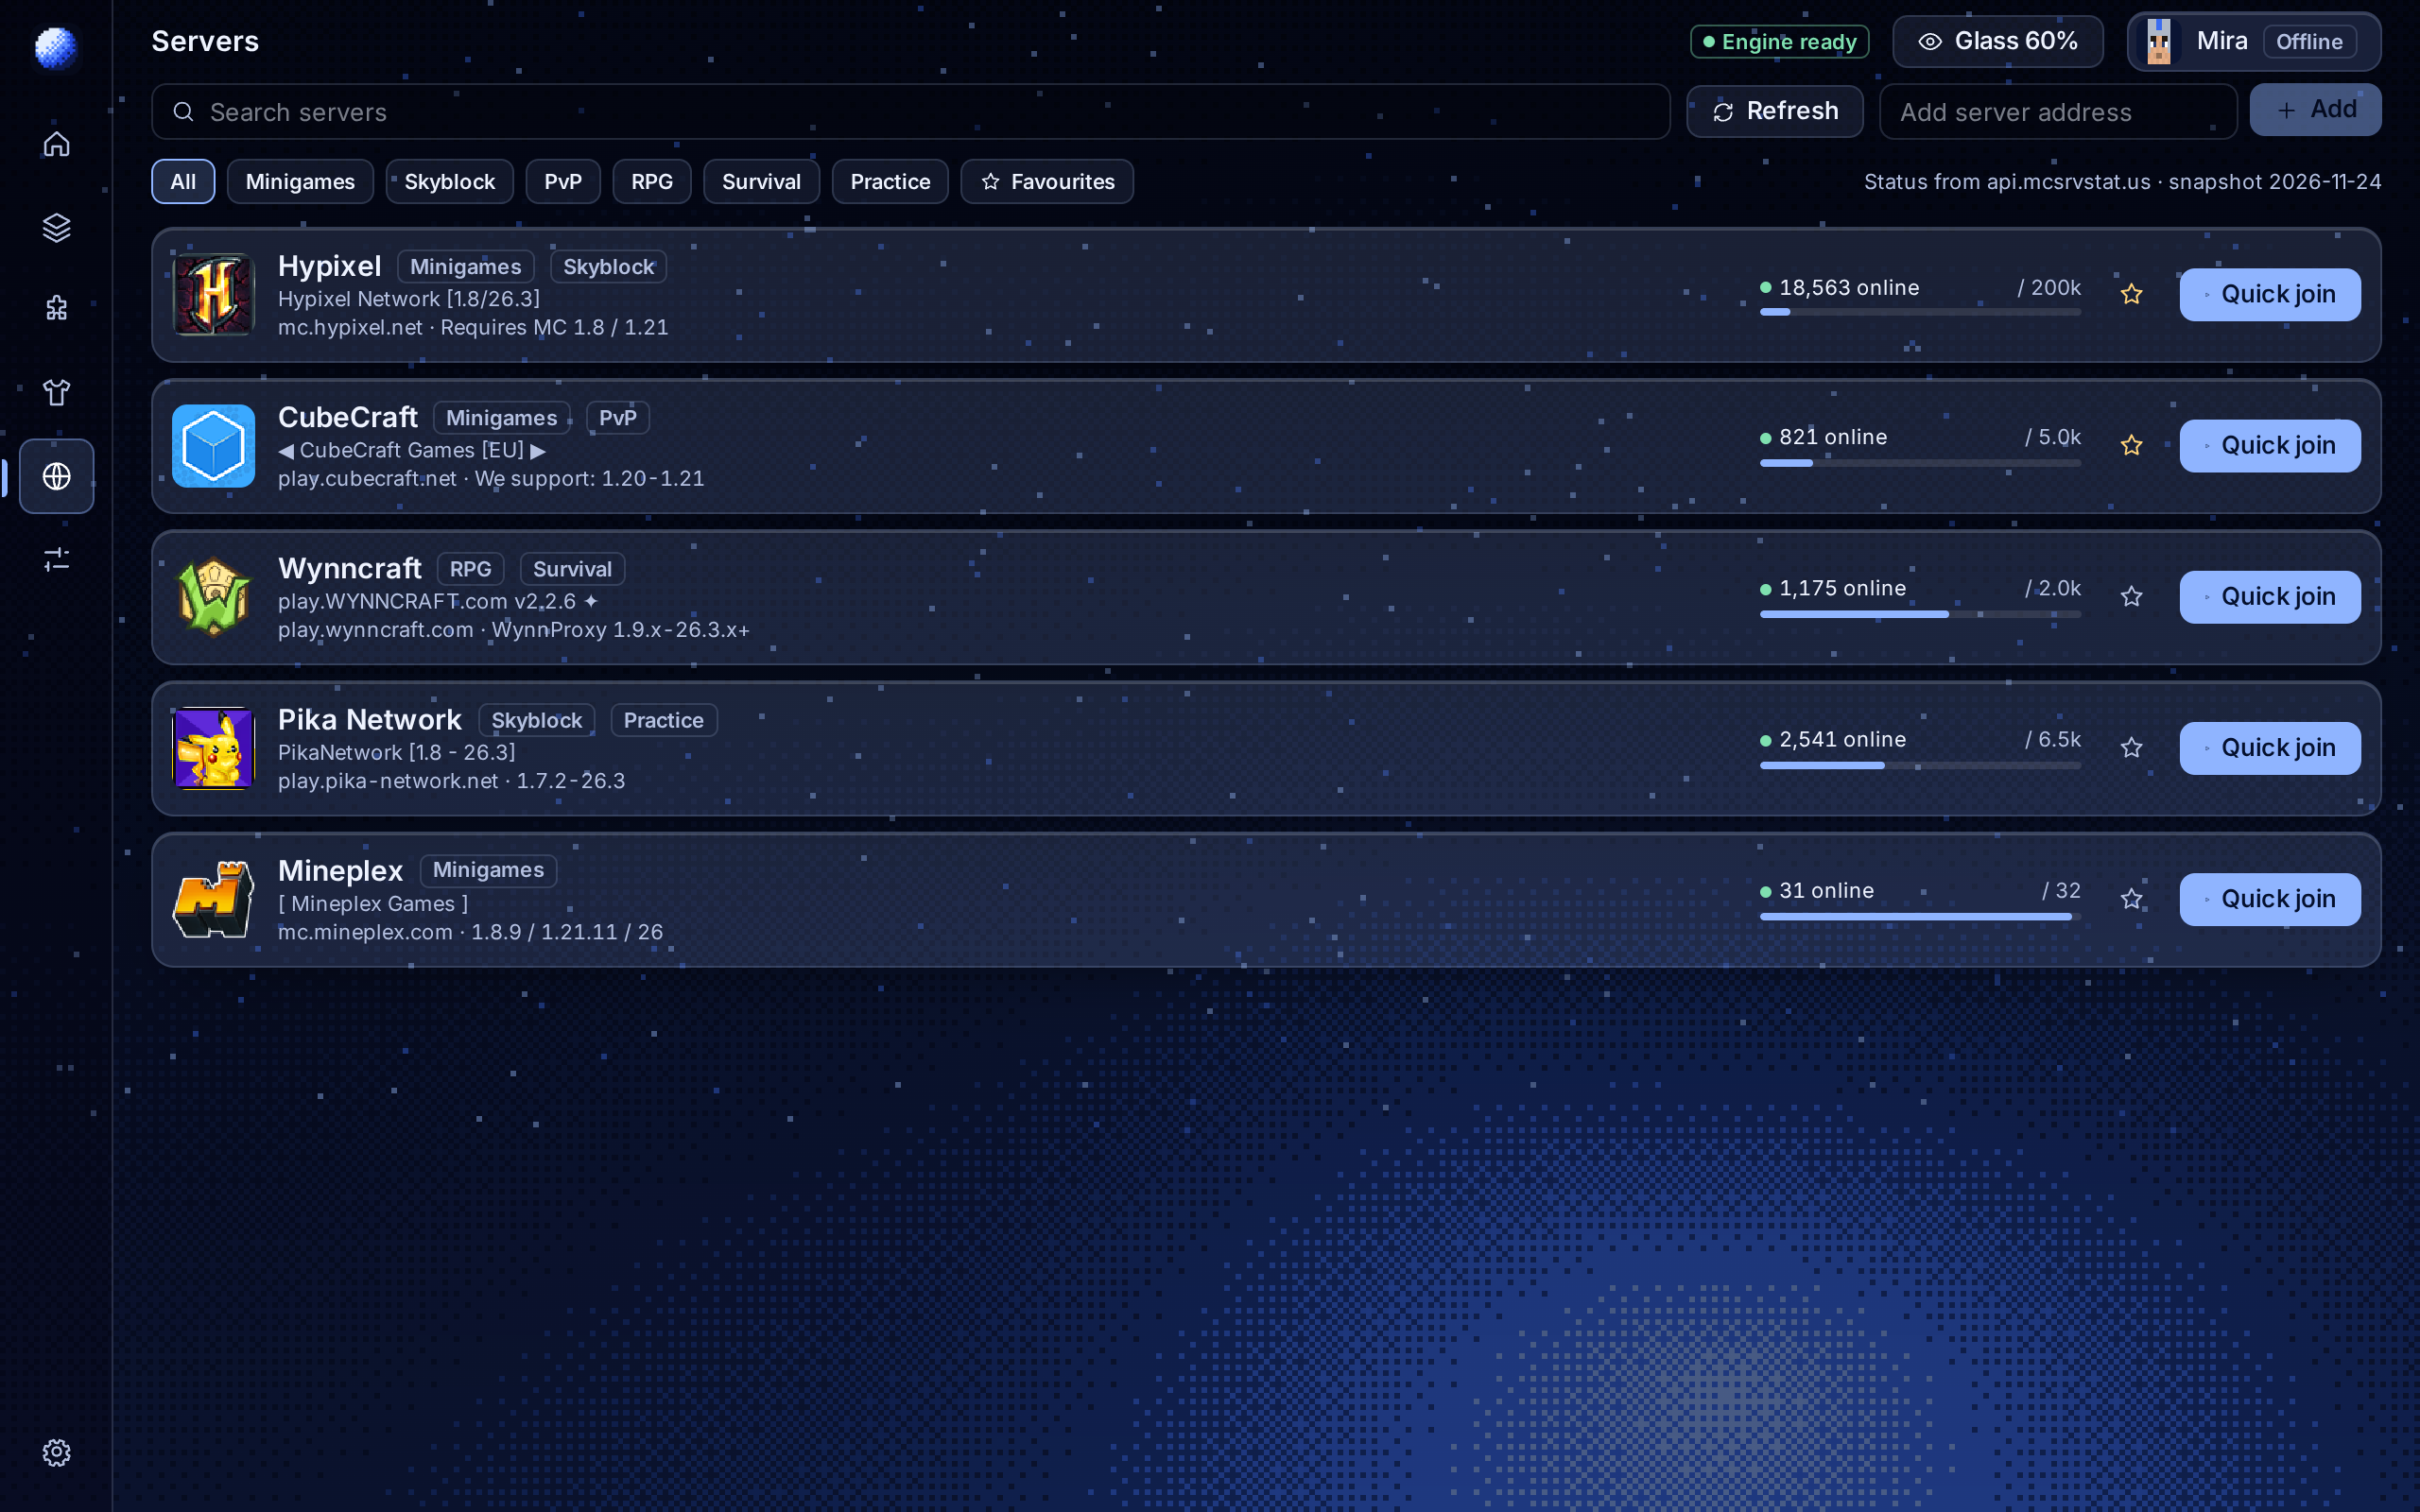 Servers
Engine ready
Glass 60%
Mira
Offline
Search servers
Refresh
Add server address
+ Add
All
Minigames
Skyblock
PvP
RPG
Survival
Practice
Favourites
Status from api.mcsrvstat.us · snapshot 2026-11-24
Hypixel Minigames Skyblock
Hypixel Network [1.8/26.3]
mc.hypixel.net · Requires MC 1.8 / 1.21
18,563 online / 200k
Quick join
CubeCraft Minigames PvP
◀ CubeCraft Games [EU] ▶
play.cubecraft.net · We support: 1.20-1.21
821 online / 5.0k
Quick join
Wynncraft RPG Survival
play.WYNNCRAFT.com v2.2.6 ✦
play.wynncraft.com · WynnProxy 1.9.x-26.3.x+
1,175 online / 2.0k
Quick join
Pika Network Skyblock Practice
PikaNetwork [1.8 - 26.3]
play.pika-network.net · 1.7.2-26.3
2,541 online / 6.5k
Quick join
Mineplex Minigames
[ Mineplex Games ]
mc.mineplex.com · 1.8.9 / 1.21.11 / 26
31 online / 32
Quick join